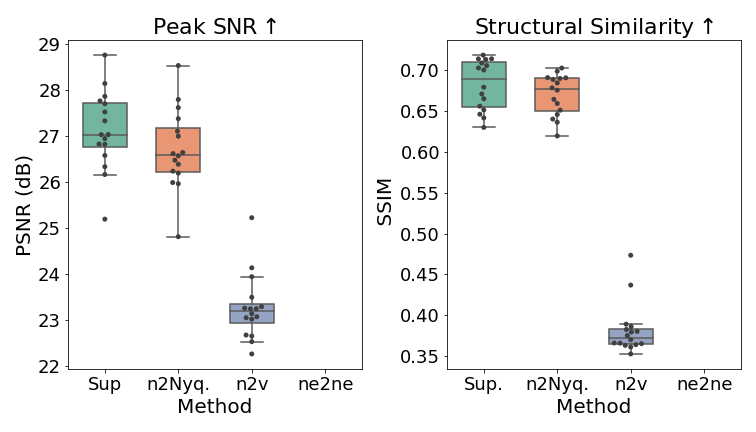 Peak SNR ↑
29
28
27
26
25
24
23
22
PSNR (dB)
Sup n2Nyq. n2v ne2ne
Method
Structural Similarity ↑
0.70
0.65
0.60
0.55
0.50
0.45
0.40
0.35
SSIM
Sup. n2Nyq. n2v ne2ne
Method